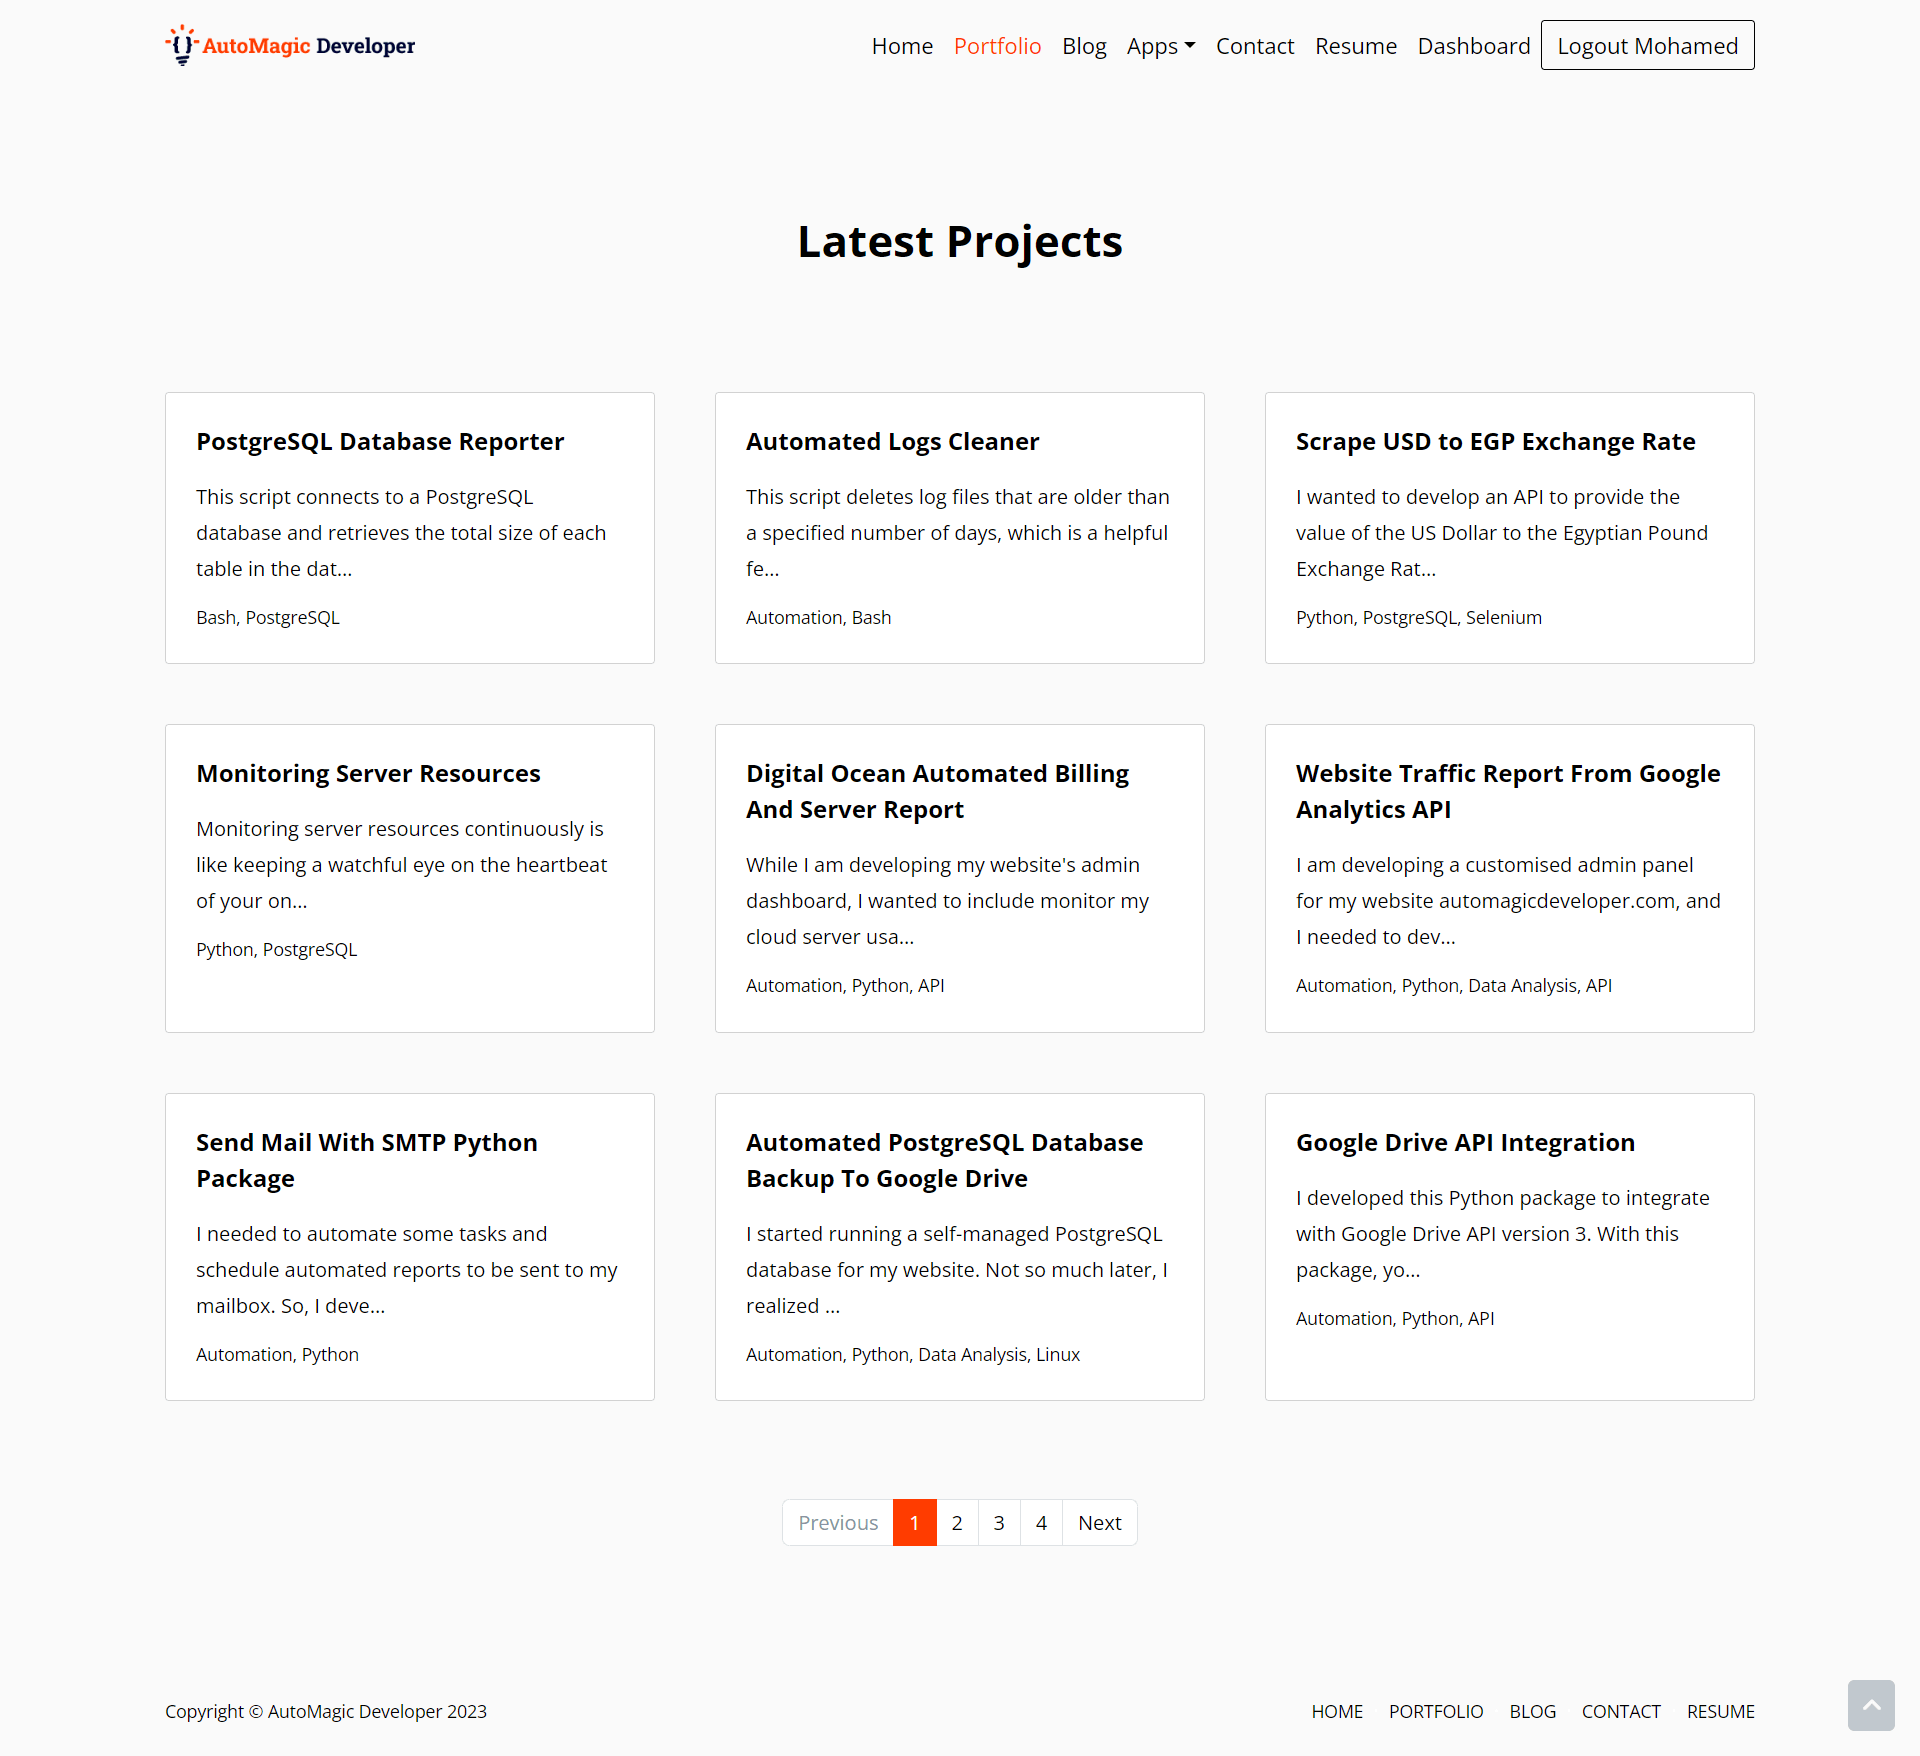 AutoMagic Developer
Home Portfolio Blog Apps Contact Resume Dashboard Logout Mohamed
Latest Projects
PostgreSQL Database Reporter
This script connects to a PostgreSQL
database and retrieves the total size of each
table in the dat...
Bash, PostgreSQL
Automated Logs Cleaner
This script deletes log files that are older than
a specified number of days, which is a helpful
fe...
Automation, Bash
Scrape USD to EGP Exchange Rate
I wanted to develop an API to provide the
value of the US Dollar to the Egyptian Pound
Exchange Rat...
Python, PostgreSQL, Selenium
Monitoring Server Resources
Monitoring server resources continuously is
like keeping a watchful eye on the heartbeat
of your on...
Python, PostgreSQL
Digital Ocean Automated Billing
And Server Report
While I am developing my website's admin
dashboard, I wanted to include monitor my
cloud server usa...
Automation, Python, API
Website Traffic Report From Google
Analytics API
I am developing a customised admin panel
for my website automagicdeveloper.com, and
I needed to dev...
Automation, Python, Data Analysis, API
Send Mail With SMTP Python
Package
I needed to automate some tasks and
schedule automated reports to be sent to my
mailbox. So, I deve...
Automation, Python
Automated PostgreSQL Database
Backup To Google Drive
I started running a self-managed PostgreSQL
database for my website. Not so much later, I
realized ...
Automation, Python, Data Analysis, Linux
Google Drive API Integration
I developed this Python package to integrate
with Google Drive API version 3. With this
package, yo...
Automation, Python, API
Previous 1 2 3 4 Next
Copyright © AutoMagic Developer 2023
HOME PORTFOLIO BLOG CONTACT RESUME